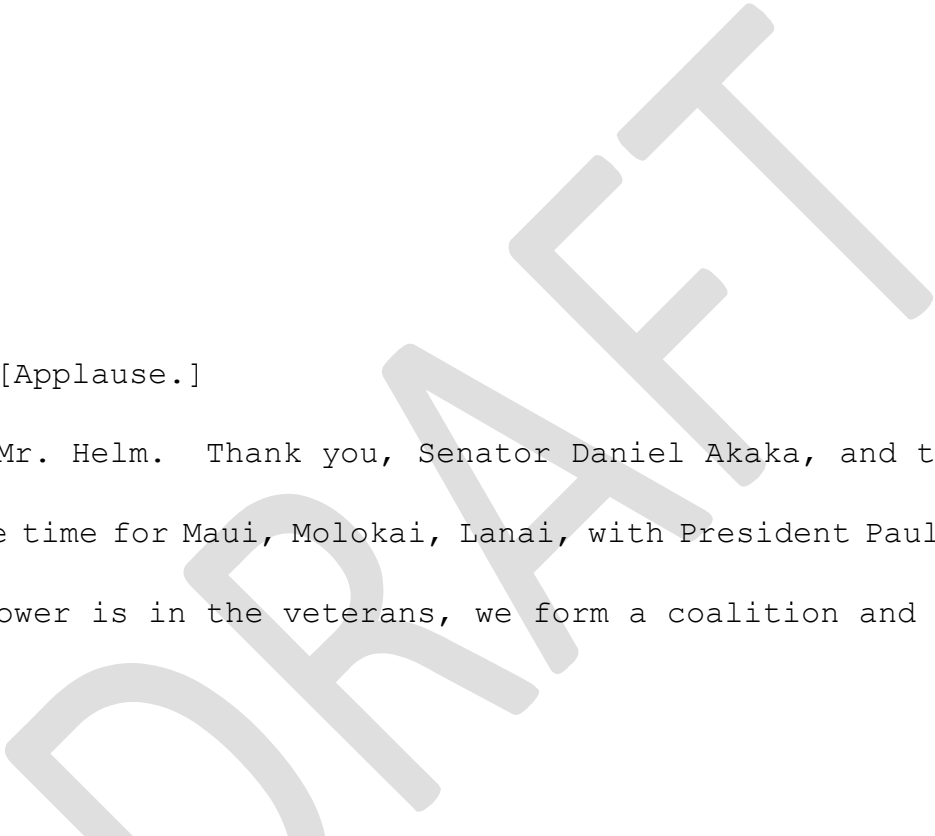 [Applause.]
Mr. Helm. Thank you, Senator Daniel Akaka, and
time for Maui, Molokai, Lanai, with President Paul
is in the veterans, we form a coalition and
DRAFT